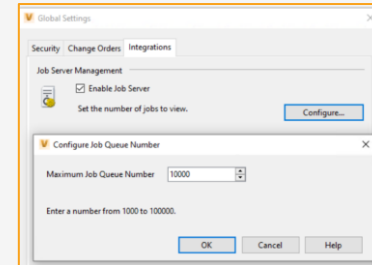 Global Settings
Security Change Orders Integrations
Job Server Management
Enable Job Server
Set the number of jobs to view.
Configure...
Configure Job Queue Number
Maximum Job Queue Number 10000
Enter a number from 1000 to 100000.
OK Cancel Help